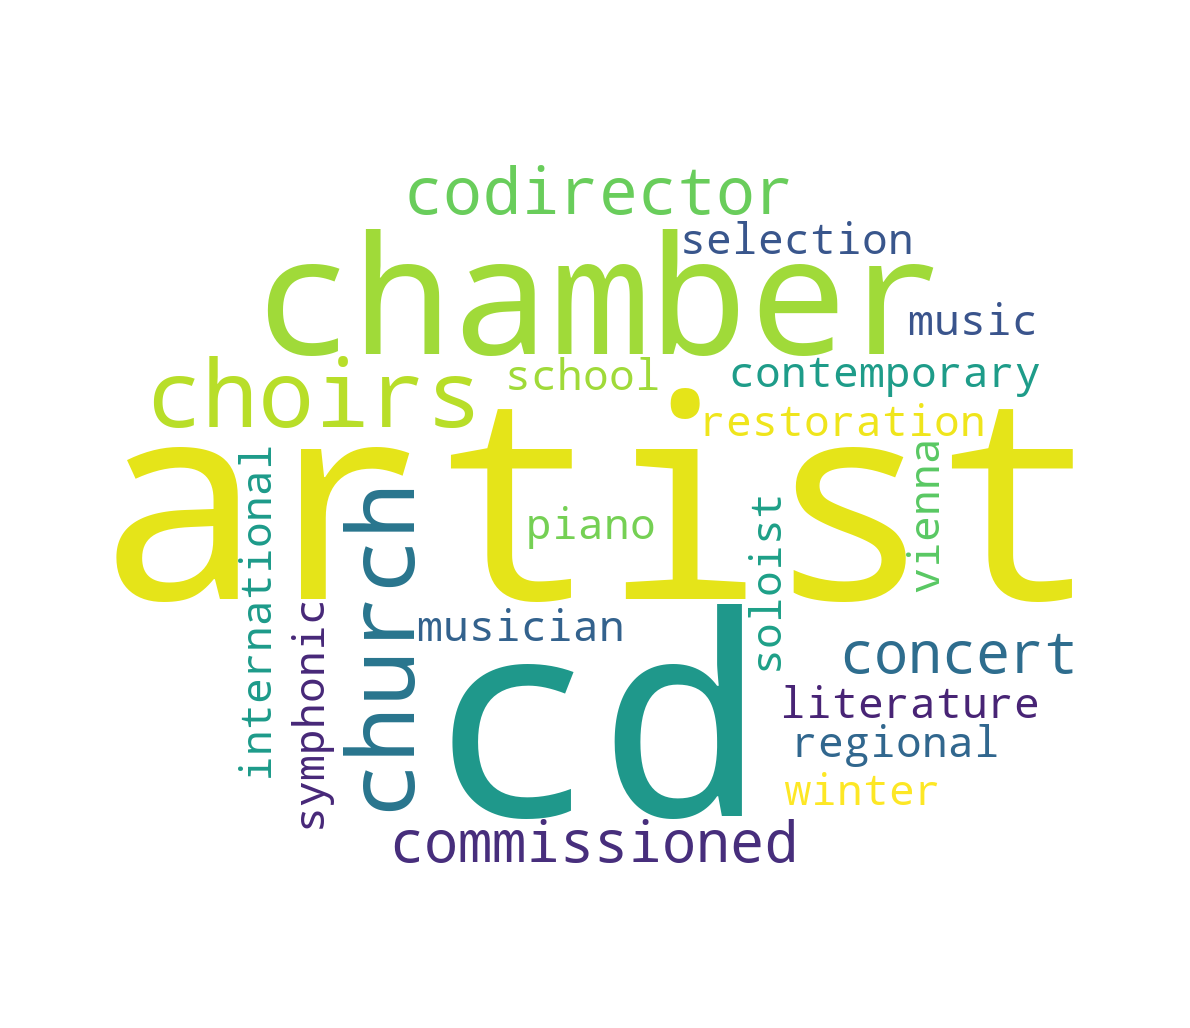 codirector
selection
chamber
music
school
contemporary
choirs
restoration
artist
international
church
piano
soloist
vienna
symphonic
musician
cd
concert
literature
regional
winter
commissioned